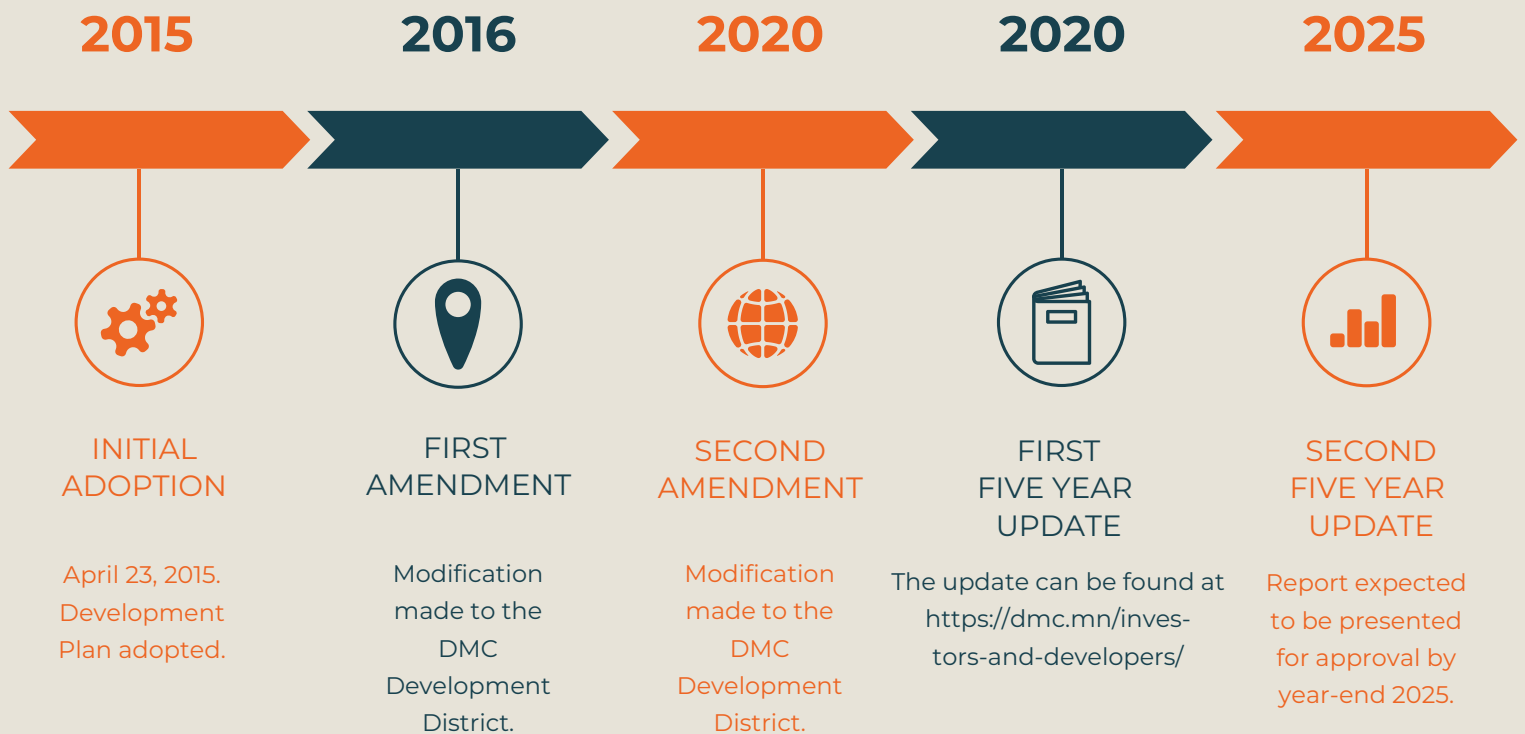 2015
2016
2020
2020
2025
INITIAL
ADOPTION
FIRST
AMENDMENT
SECOND
AMENDMENT
FIRST
FIVE YEAR
UPDATE
SECOND
FIVE YEAR
UPDATE
April 23, 2015.
Development
Plan adopted.
Modification
made to the
DMC
Development
District.
Modification
made to the
DMC
Development
District.
The update can be found at
https://dmc.mn/inves-
tors-and-developers/
Report expected
to be presented
for approval by
year-end 2025.